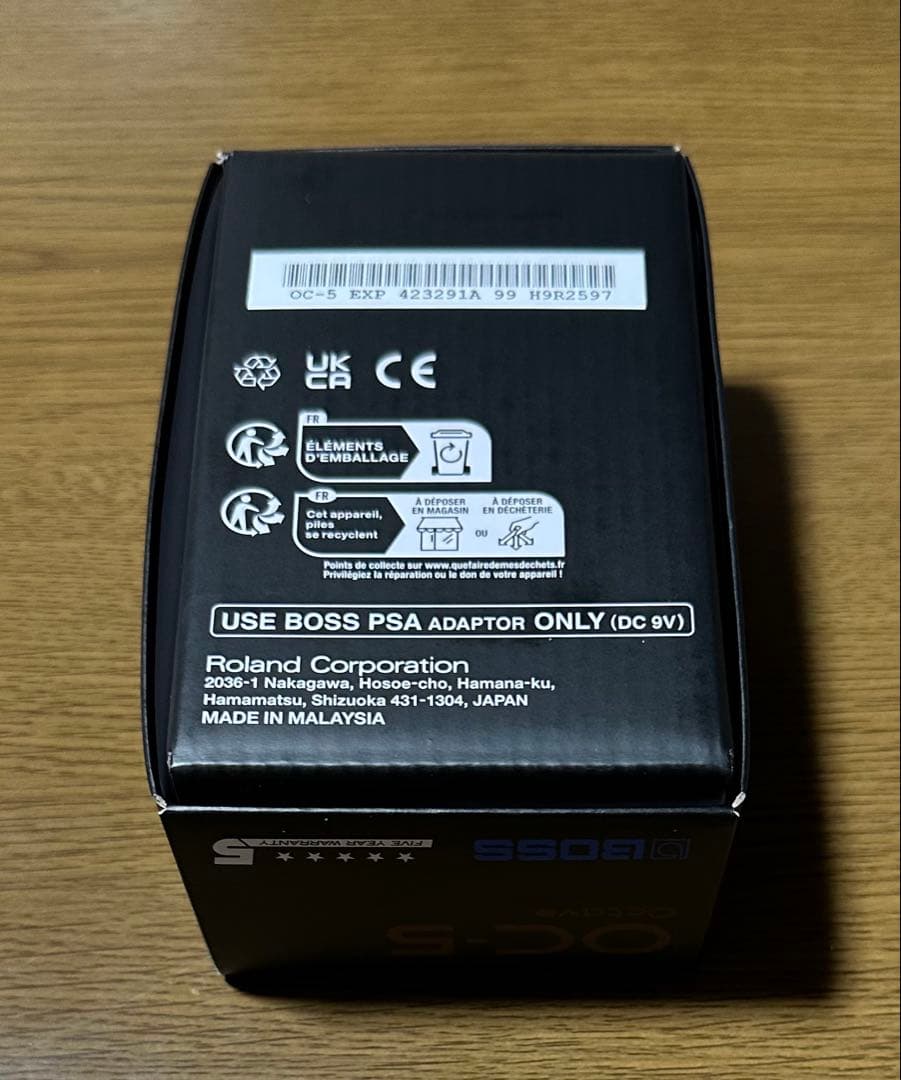 OC-5 EXP 423291A 99 H9R2597
UK
CA CE
FR
ÉLÉMENTS
D'EMBALLAGE
FR
Cet appareil,
piles
se recyclent
À DÉPOSER
EN MAGASIN
OU
À DÉPOSER
EN DÉCHÈTERIE
Points de collecte sur www.quefairedemesdechets.fr
Privilégiez la réparation ou le don de votre appareil !
USE BOSS PSA ADAPTOR ONLY (DC 9V)
Roland Corporation
2036-1 Nakagawa, Hosoe-cho, Hamana-ku,
Hamamatsu, Shizuoka 431-1304, JAPAN
MADE IN MALAYSIA
BOSS
FIVE YEAR WARRANTY
5
Octave
OC-5